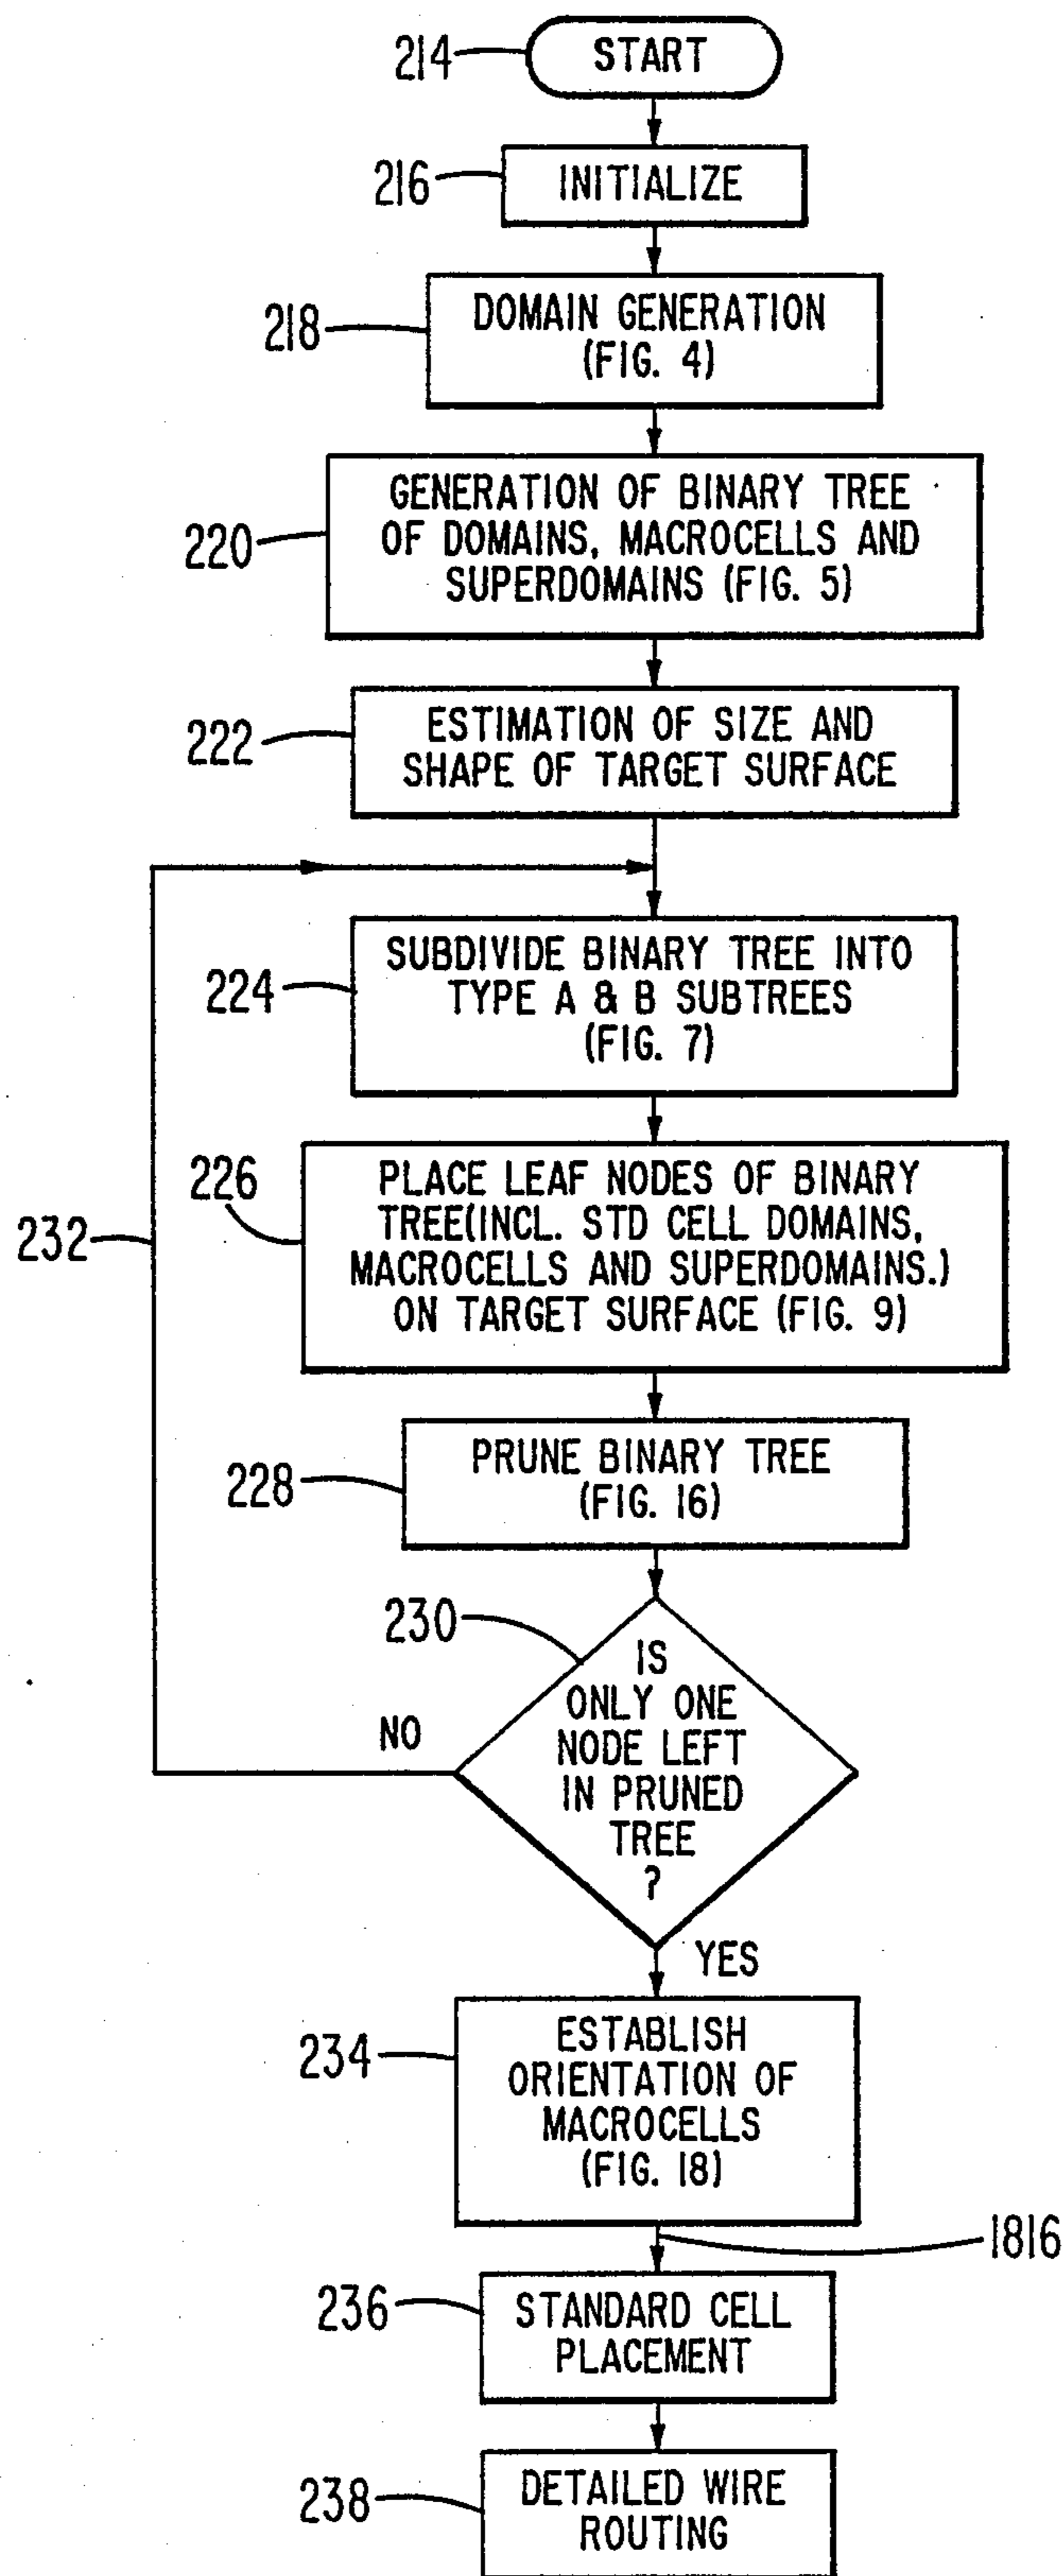 214
START
216
INITIALIZE
218
DOMAIN GENERATION
(FIG. 4)
220
GENERATION OF BINARY TREE
OF DOMAINS, MACROCELLS AND
SUPERDOMAINS (FIG. 5)
222
ESTIMATION OF SIZE AND
SHAPE OF TARGET SURFACE
224
SUBDIVIDE BINARY TREE INTO
TYPE A & B SUBTREES
(FIG. 7)
226
PLACE LEAF NODES OF BINARY
TREE(INCL. STD CELL DOMAINS,
MACROCELLS AND SUPERDOMAINS.)
ON TARGET SURFACE (FIG. 9)
232
228
PRUNE BINARY TREE
(FIG. 16)
230
IS
ONLY ONE
NODE LEFT
IN PRUNED
TREE
?
NO
YES
234
ESTABLISH
ORIENTATION OF
MACROCELLS
(FIG. 18)
1816
236
STANDARD CELL
PLACEMENT
238
DETAILED WIRE
ROUTING